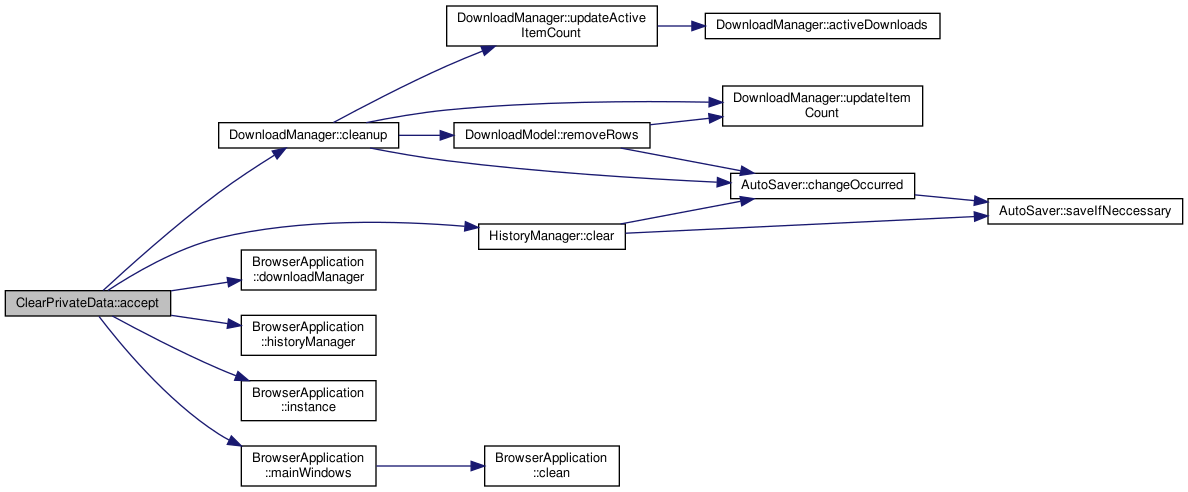 DownloadManager::updateActive
ItemCount
DownloadManager::activeDownloads
DownloadManager::updateItem
Count
DownloadManager::cleanup
DownloadModel::removeRows
AutoSaver::changeOccurred
AutoSaver::saveIfNeccessary
HistoryManager::clear
BrowserApplication
::downloadManager
ClearPrivateData::accept
BrowserApplication
::historyManager
BrowserApplication
::instance
BrowserApplication
::mainWindows
BrowserApplication
::clean